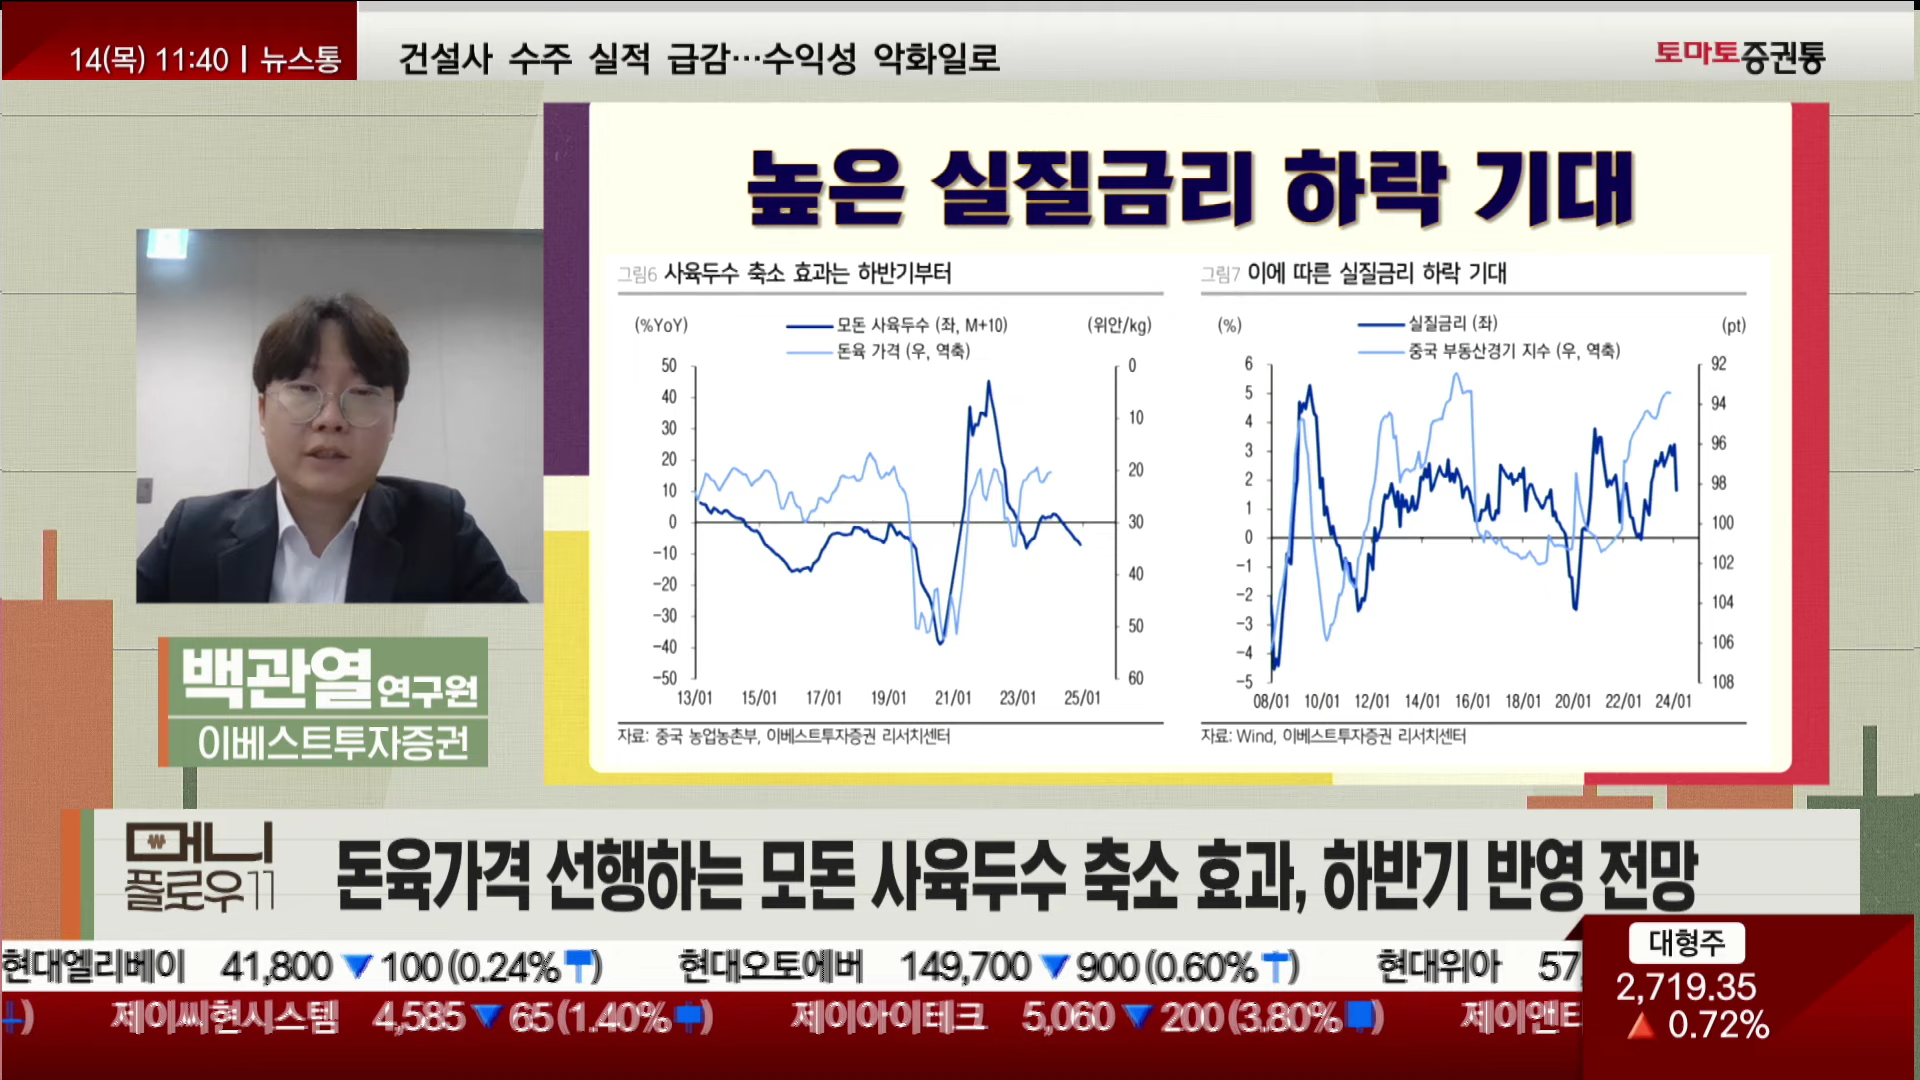 14(목) 11:40 | 뉴스통
건설사 수주 실적 급감…수익성 악화일로
토마토증권통
높은 실질금리 하락 기대
그림6 사육두수 축소 효과는 하반기부터
(%YoY)
모돈 사육두수 (좌, M+10)
돈육 가격 (우, 역축)
(위안/kg)
50
40
30
20
10
0
-10
-20
-30
-40
-50
0
10
20
30
40
50
60
13/01 15/01 17/01 19/01 21/01 23/01 25/01
자료: 중국 농업농촌부, 이베스트투자증권 리서치센터
그림7 이에 따른 실질금리 하락 기대
(%)
실질금리 (좌)
중국 부동산경기 지수 (우, 역축)
(pt)
6
5
4
3
2
1
0
-1
-2
-3
-4
-5
92
94
96
98
100
102
104
106
108
08/01 10/01 12/01 14/01 16/01 18/01 20/01 22/01 24/01
자료: Wind, 이베스트투자증권 리서치센터
백관열 연구원
이베스트투자증권
머니
플로우11
돈육가격 선행하는 모돈 사육두수 축소 효과, 하반기 반영 전망
현대엘리베이 41,800 ▼ 100 (0.24%) 현대오토에버 149,700 ▼ 900 (0.60%) 현대위아 57,
) 제이씨현시스템 4,585 ▼ 65 (1.40%) 제이아이테크 5,060 ▼ 200 (3.80%) 제이앤티
대형주
2,719.35
▲ 0.72%